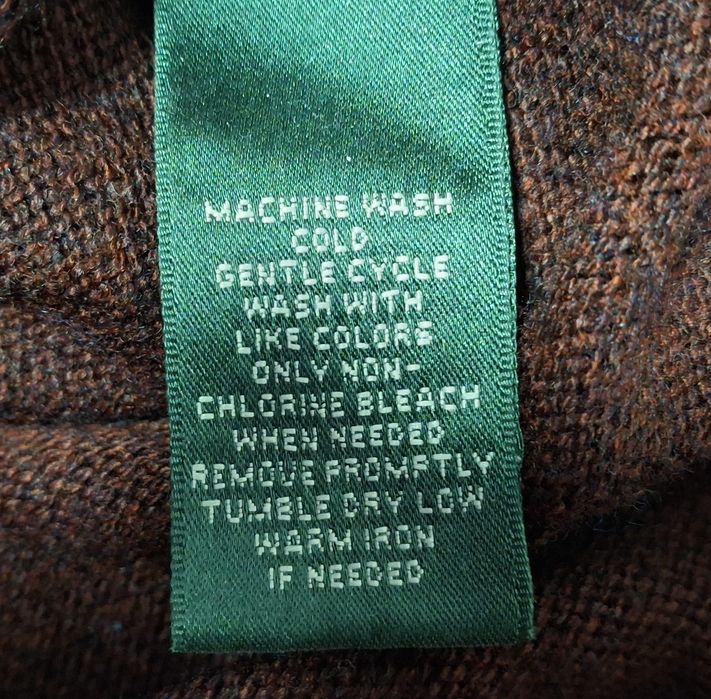 MACHINE WASH
COLD
GENTLE CYCLE
WASH WITH
LIKE COLORS
ONLY NON-
CHLORINE BLEACH
WHEN NEEDED
REMOVE PROMPTLY
TUMBLE DRY LOW
WARM IRON
IF NEEDED